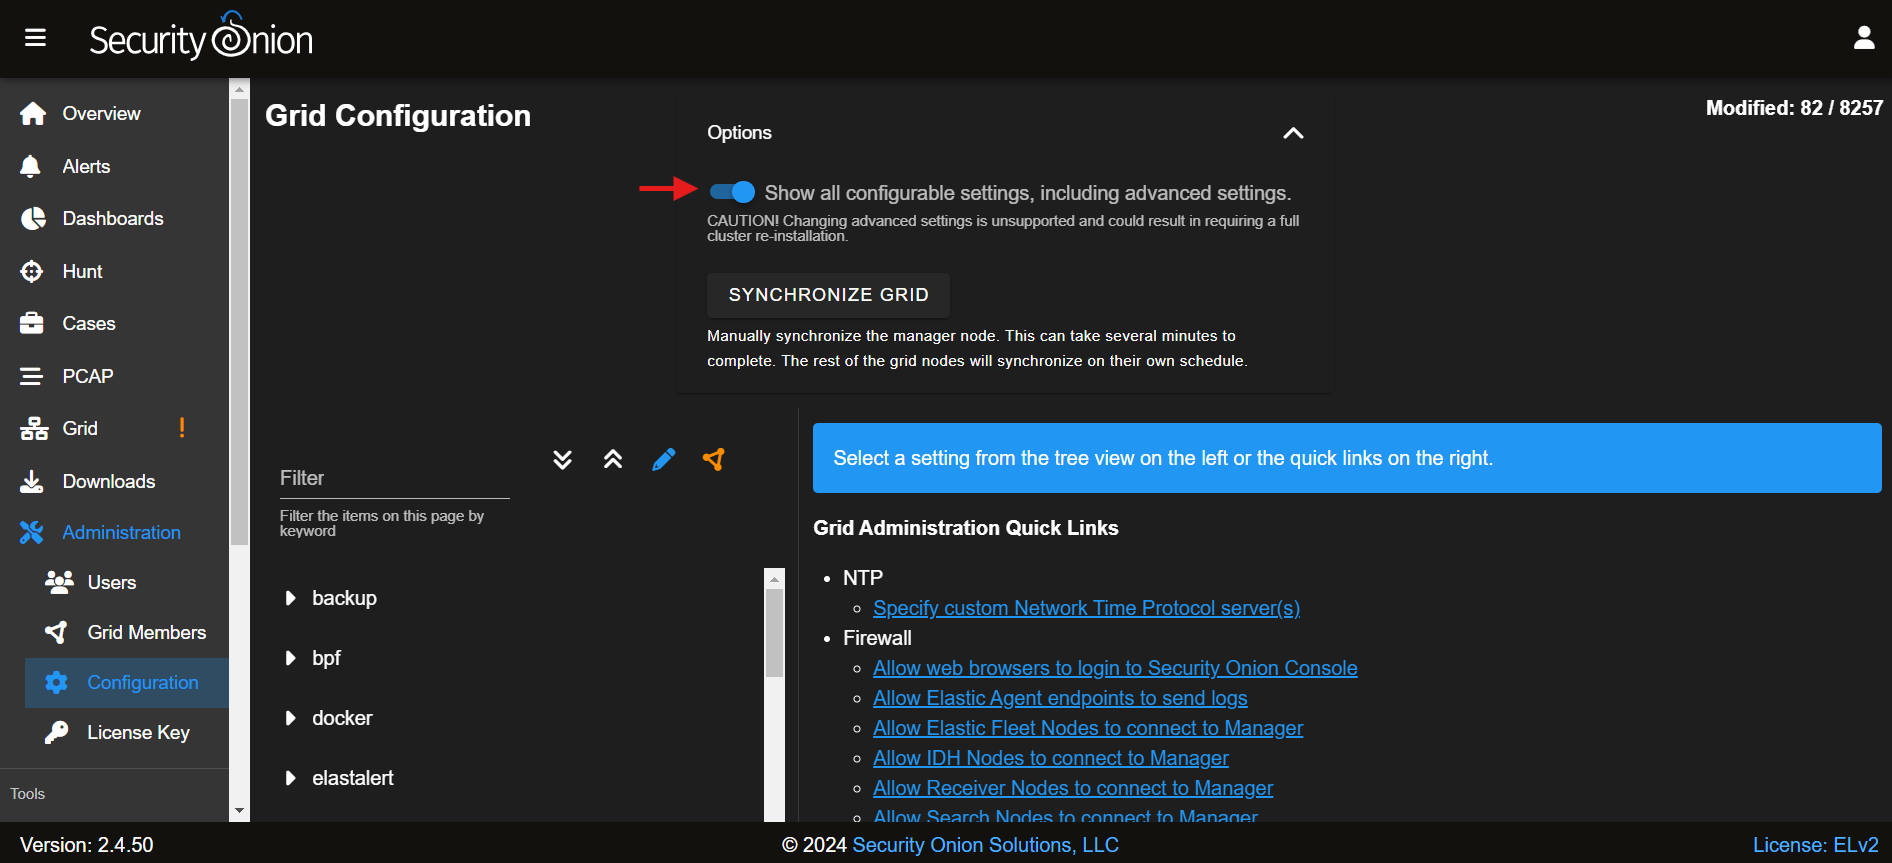 Security Onion
Overview
Alerts
Dashboards
Hunt
Cases
PCAP
Grid !
Downloads
Administration
Users
Grid Members
Configuration
License Key
Tools
Grid Configuration
Modified: 82 / 8257
Options
Show all configurable settings, including advanced settings.
CAUTION! Changing advanced settings is unsupported and could result in requiring a full
cluster re-installation.
SYNCHRONIZE GRID
Manually synchronize the manager node. This can take several minutes to
complete. The rest of the grid nodes will synchronize on their own schedule.
Filter
Filter the items on this page by
keyword
backup
bpf
docker
elastalert
Select a setting from the tree view on the left or the quick links on the right.
Grid Administration Quick Links
NTP
Specify custom Network Time Protocol server(s)
Firewall
Allow web browsers to login to Security Onion Console
Allow Elastic Agent endpoints to send logs
Allow Elastic Fleet Nodes to connect to Manager
Allow IDH Nodes to connect to Manager
Allow Receiver Nodes to connect to Manager
Allow Search Nodes to connect to Manager
Version: 2.4.50
© 2024 Security Onion Solutions, LLC
License: ELv2